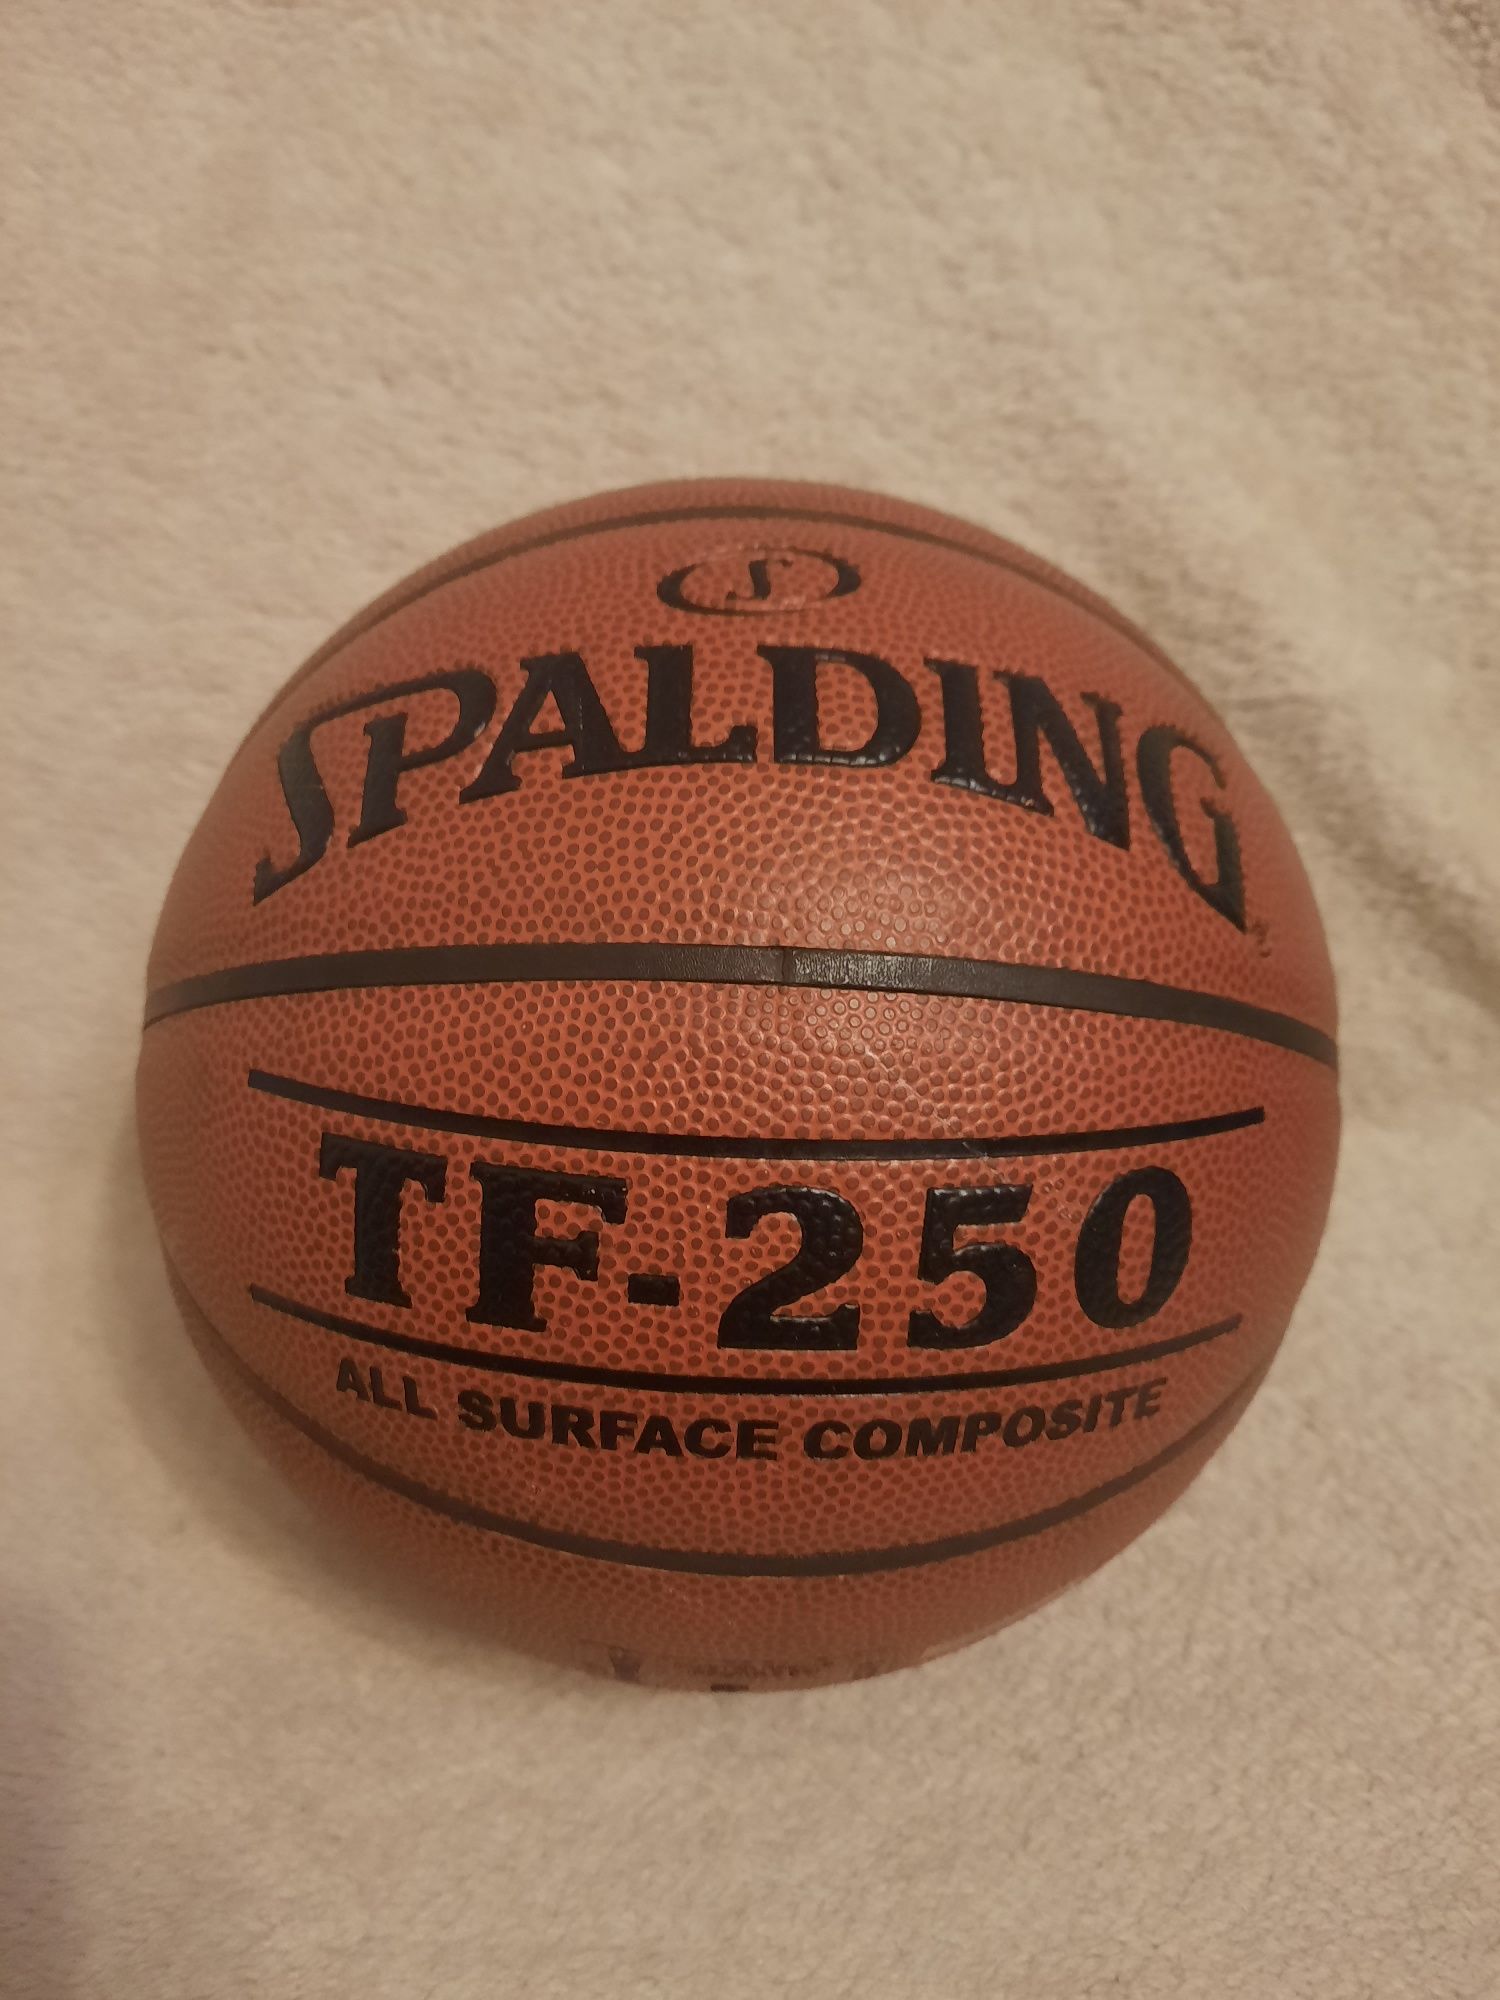 S
SPALDING
TF-250
ALL SURFACE COMPOSITE